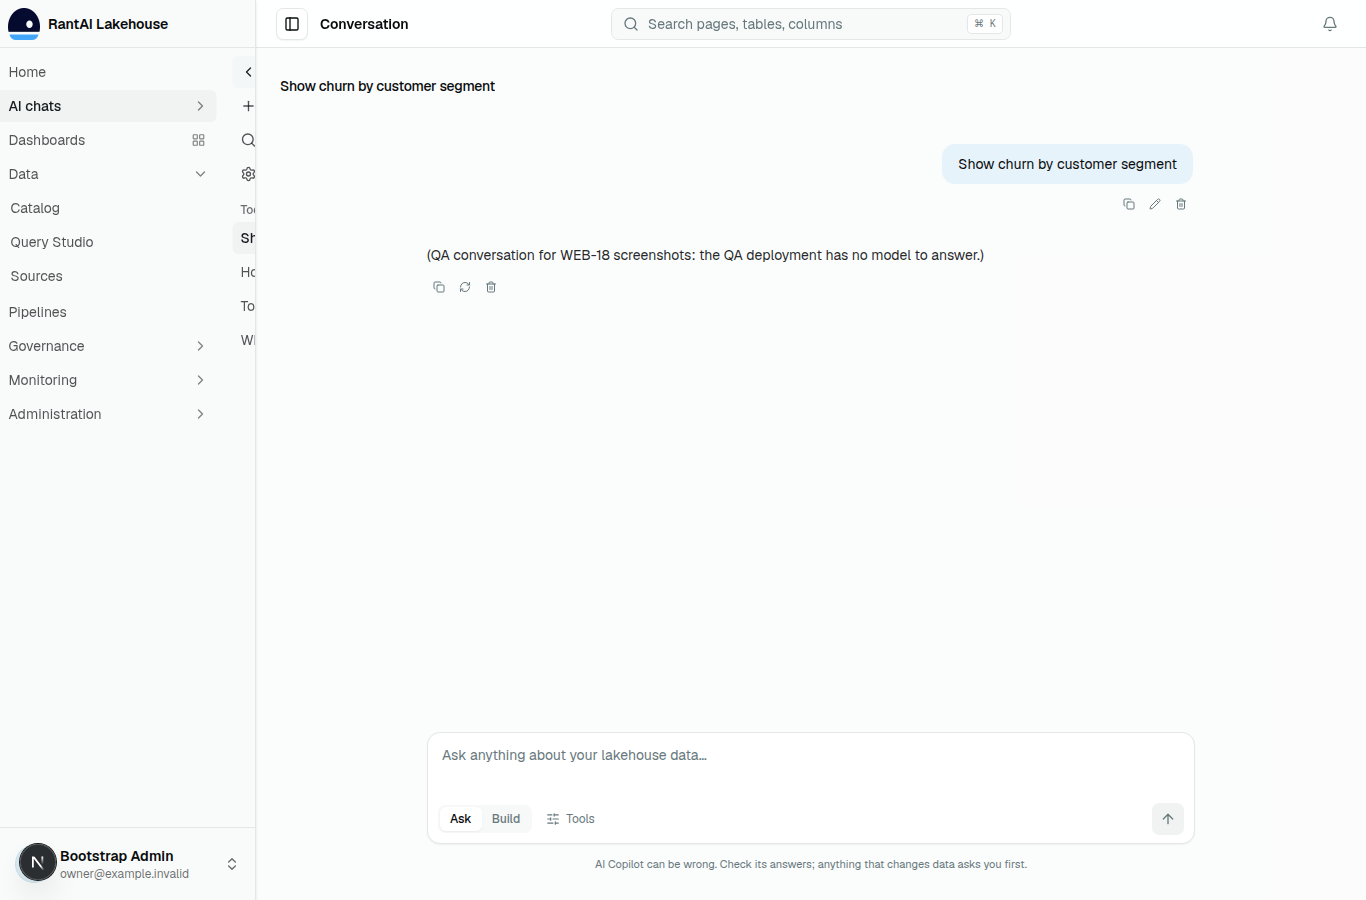 RantAI Lakehouse
Conversation
Search pages, tables, columns
⌘ K
Home
AI chats
Dashboards
Data
Catalog
Query Studio
Sources
Pipelines
Governance
Monitoring
Administration
Show churn by customer segment
Show churn by customer segment
(QA conversation for WEB-18 screenshots: the QA deployment has no model to answer.)
Ask anything about your lakehouse data…
Ask
Build
Tools
AI Copilot can be wrong. Check its answers; anything that changes data asks you first.
N
Bootstrap Admin
owner@example.invalid